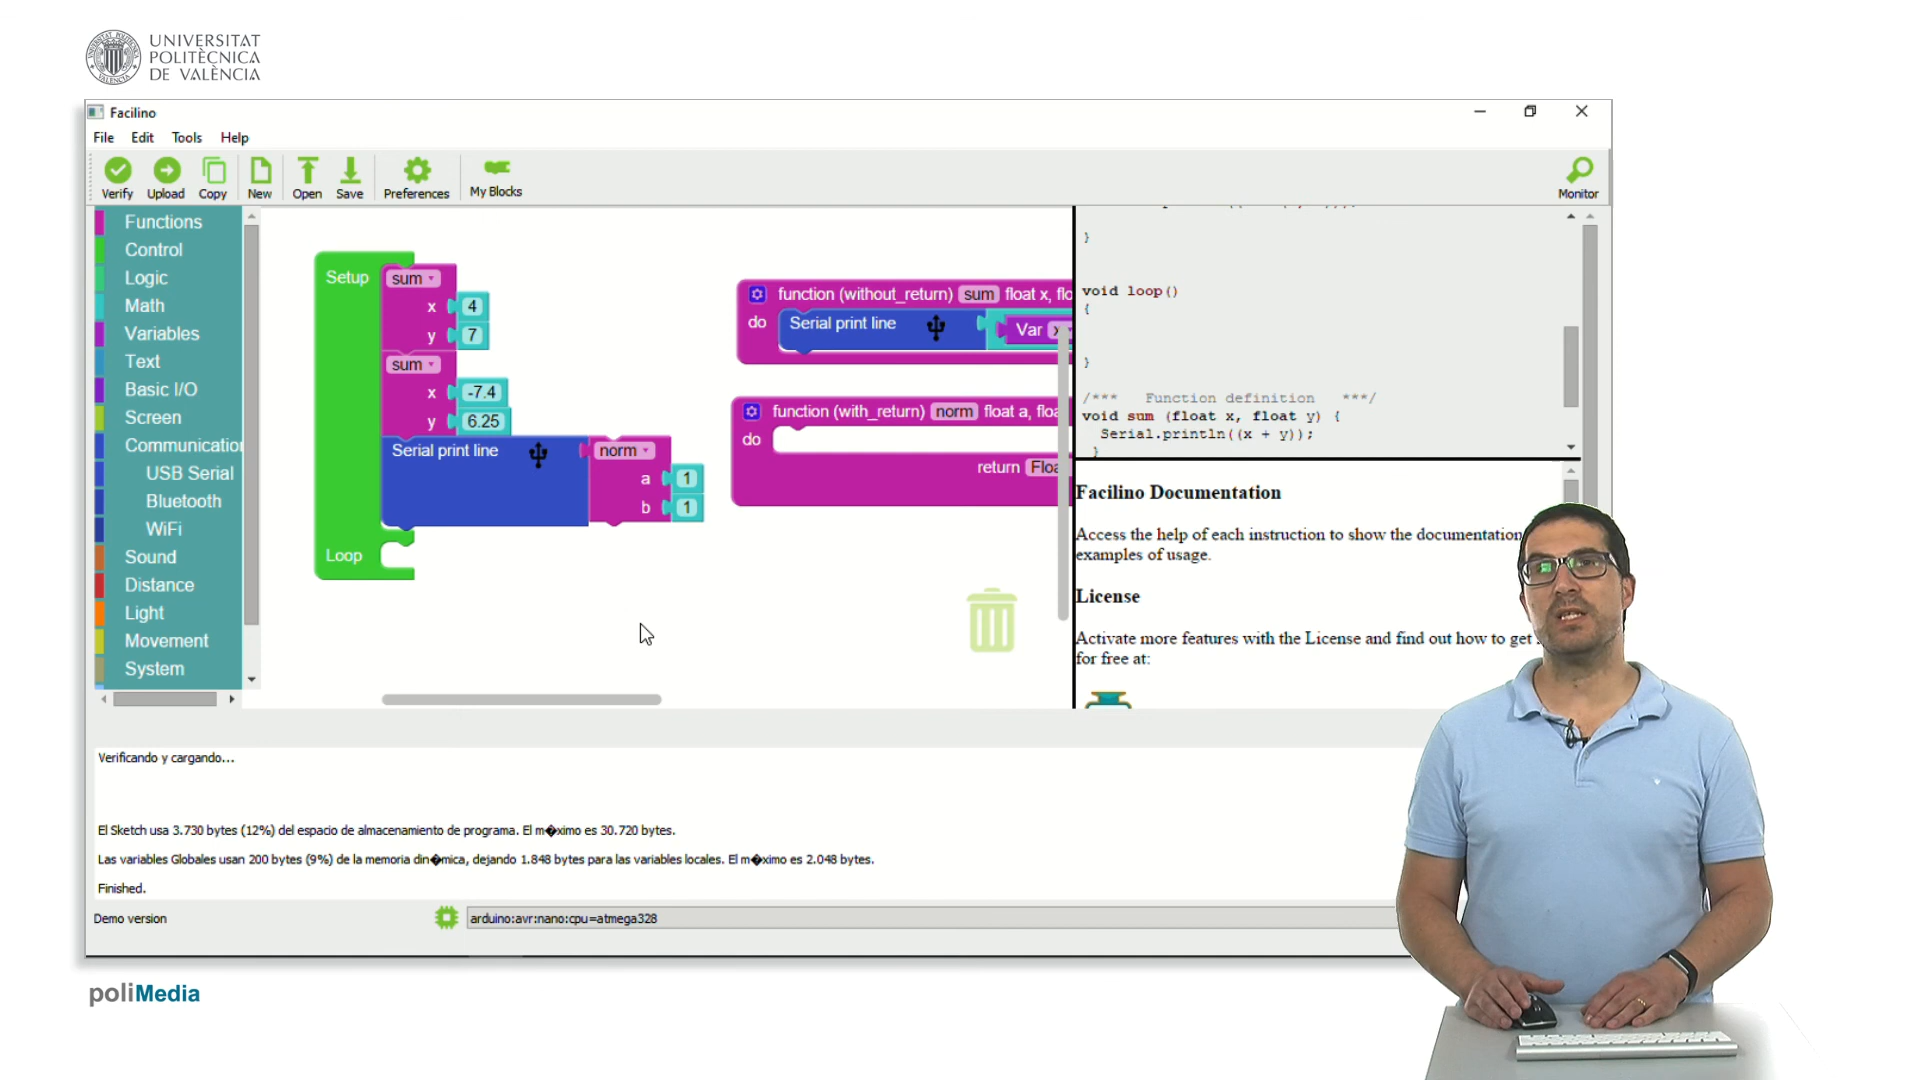 UNIVERSITAT
POLITÈCNICA
DE VALÈNCIA
Facilino
File Edit Tools Help
Verify Upload Copy New Open Save Preferences My Blocks Monitor
Functions
Control
Logic
Math
Variables
Text
Basic I/O
Screen
Communication
USB Serial
Bluetooth
WiFi
Sound
Distance
Light
Movement
System
Setup sum
x 4
y 7
sum
x -7.4
y 6.25
Serial print line norm
a 1
b 1
Loop
function (without_return) sum float x, flo
do Serial print line Var x
function (with_return) norm float a, floa
do
return Floa
}
void loop()
{
}
/*** Function definition ***/
void sum (float x, float y) {
Serial.println((x + y));
}
Facilino Documentation
Access the help of each instruction to show the documentation
examples of usage.
License
Activate more features with the License and find out how to get
for free at:
Verificando y cargando...
El Sketch usa 3.730 bytes (12%) del espacio de almacenamiento de programa. El m�ximo es 30.720 bytes.
Las variables Globales usan 200 bytes (9%) de la memoria din�mica, dejando 1.848 bytes para las variables locales. El m�ximo es 2.048 bytes.
Finished.
Demo version arduino:avr:nano:cpu=atmega328
poliMedia